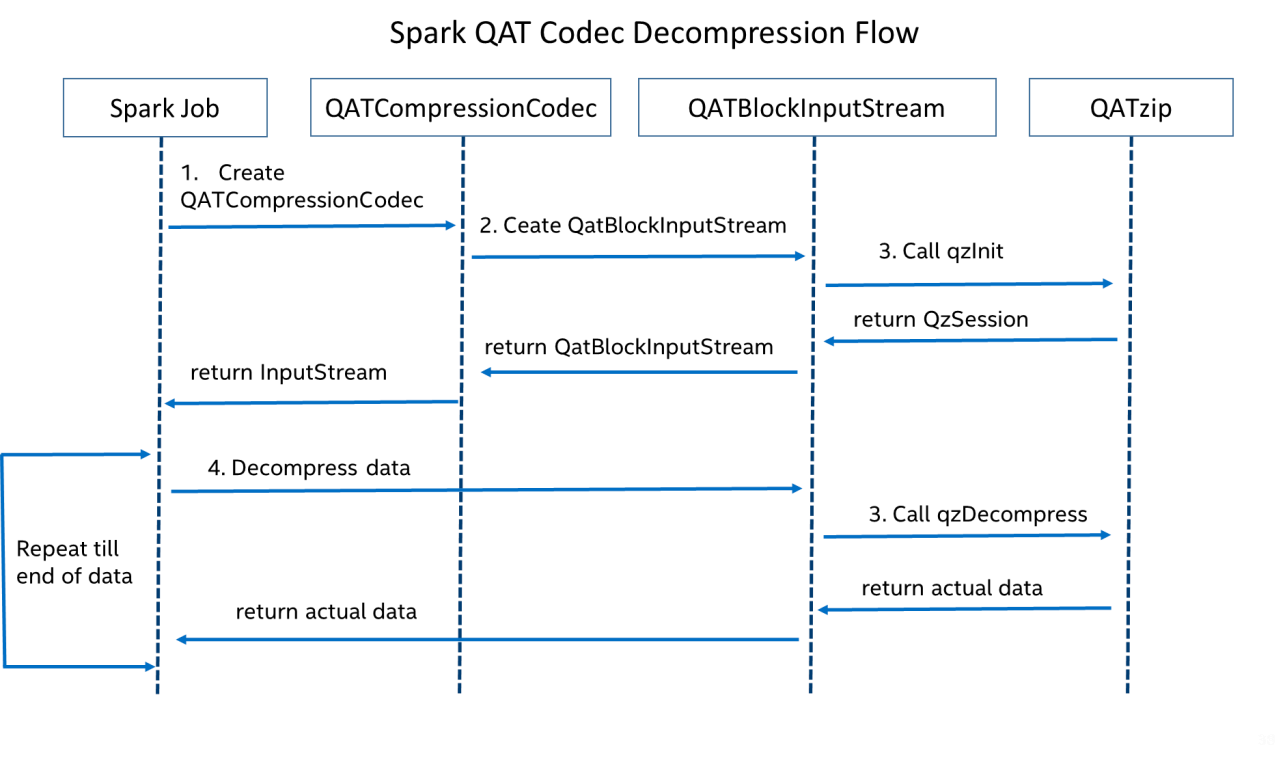 Spark QAT Codec Decompression Flow
Spark Job
QATCompressionCodec
QATBlockInputStream
QATzip
1. Create
QATCompressionCodec
2. Ceate QatBlockInputStream
3. Call qzInit
return QzSession
return QatBlockInputStream
return InputStream
4. Decompress data
3. Call qzDecompress
Repeat till
end of data
return actual data
return actual data